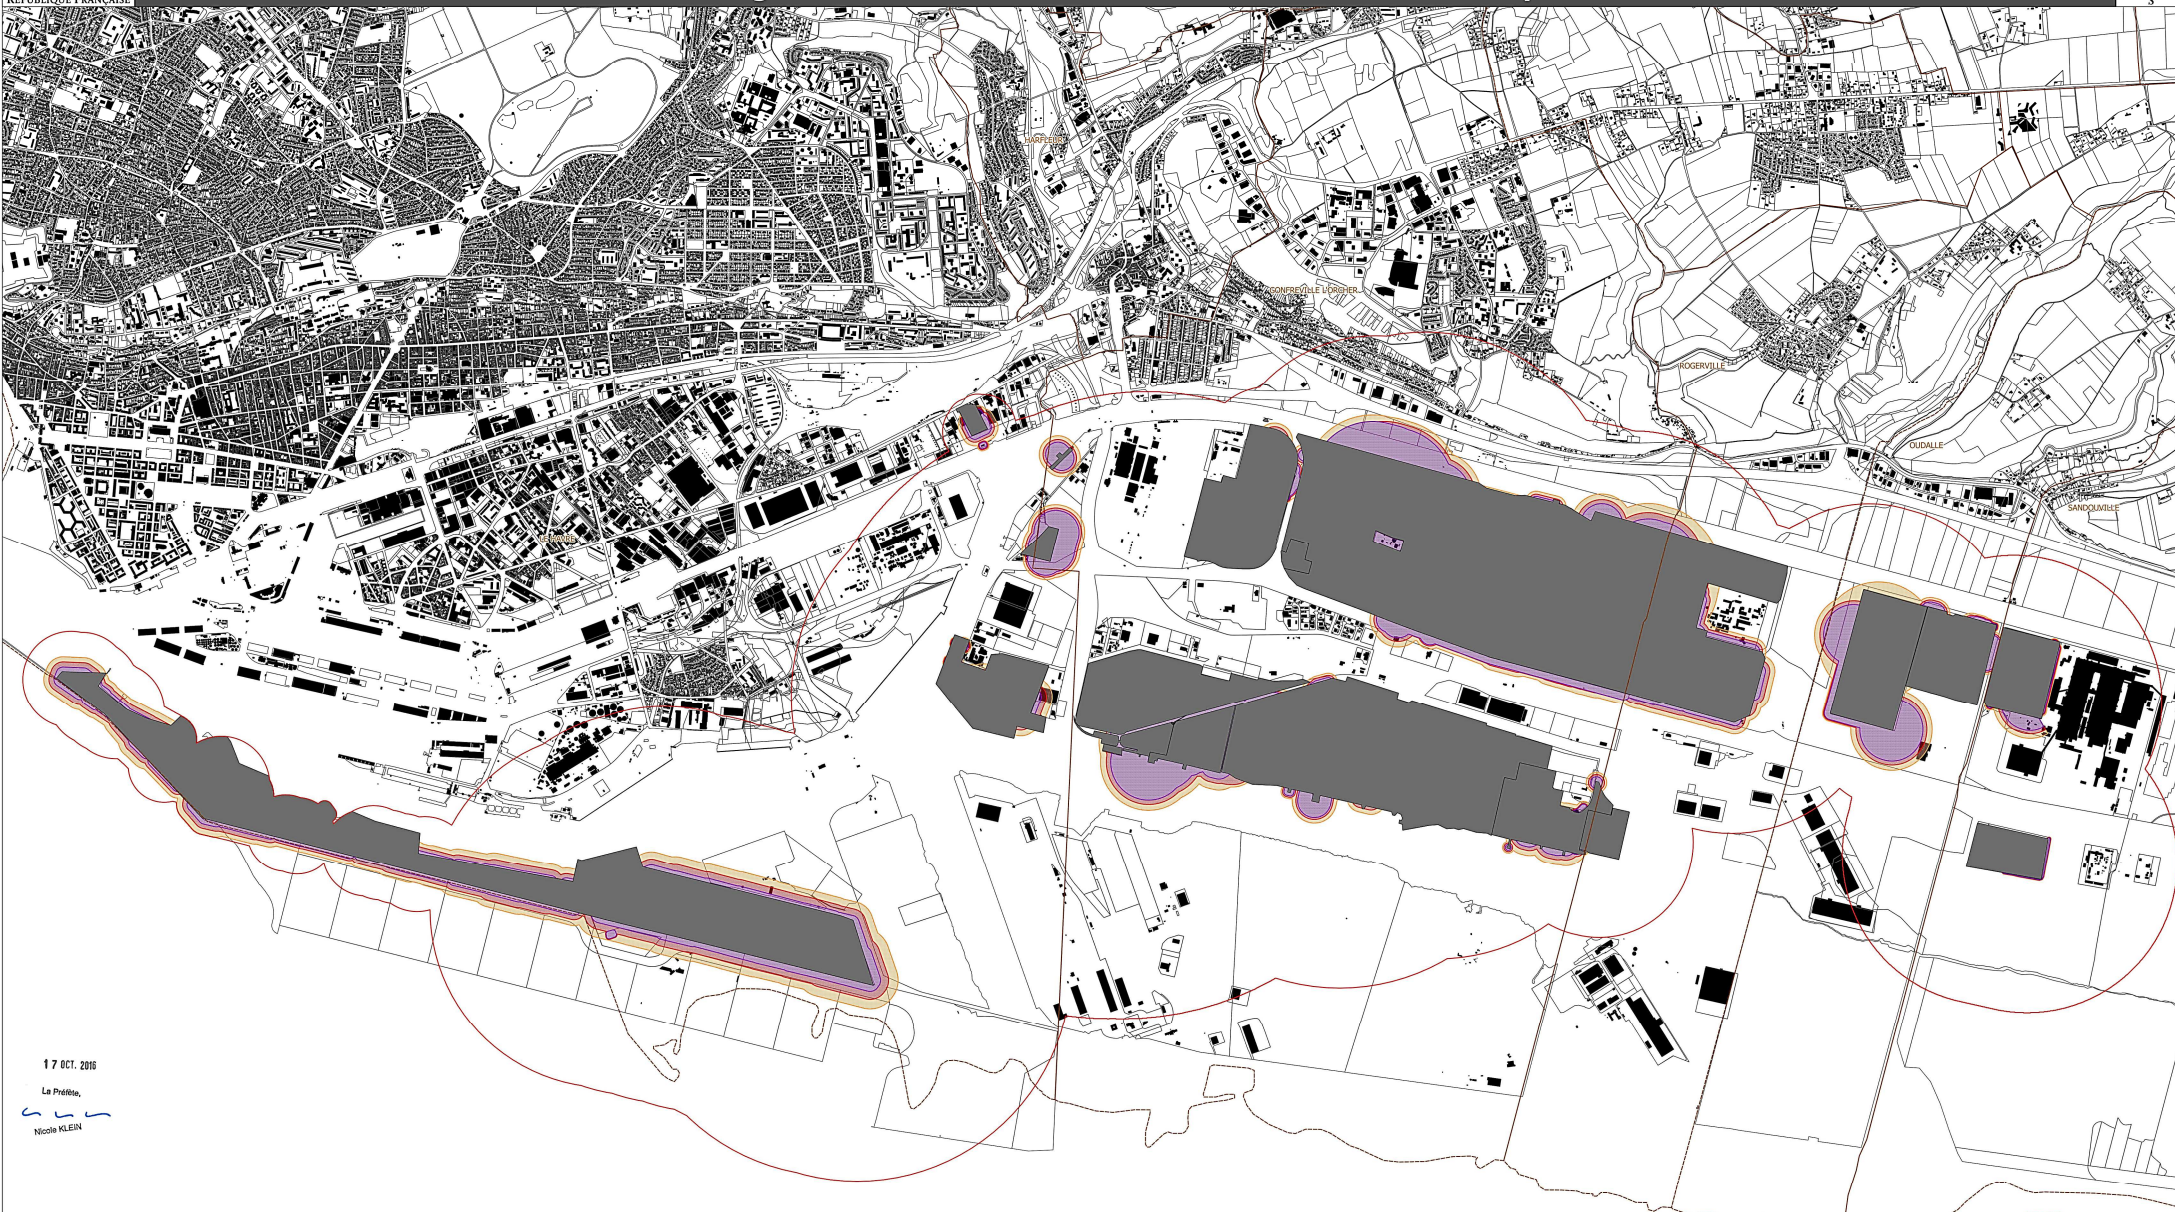 RÉPUBLIQUE FRANÇAISE
HARFLEUR
GONFREVILLE L'ORCHER
ROGERVILLE
OUDALLE
SANDOUVILLE
LE HAVRE
17 OCT. 2016
La Préfète,
Nicole KLEIN